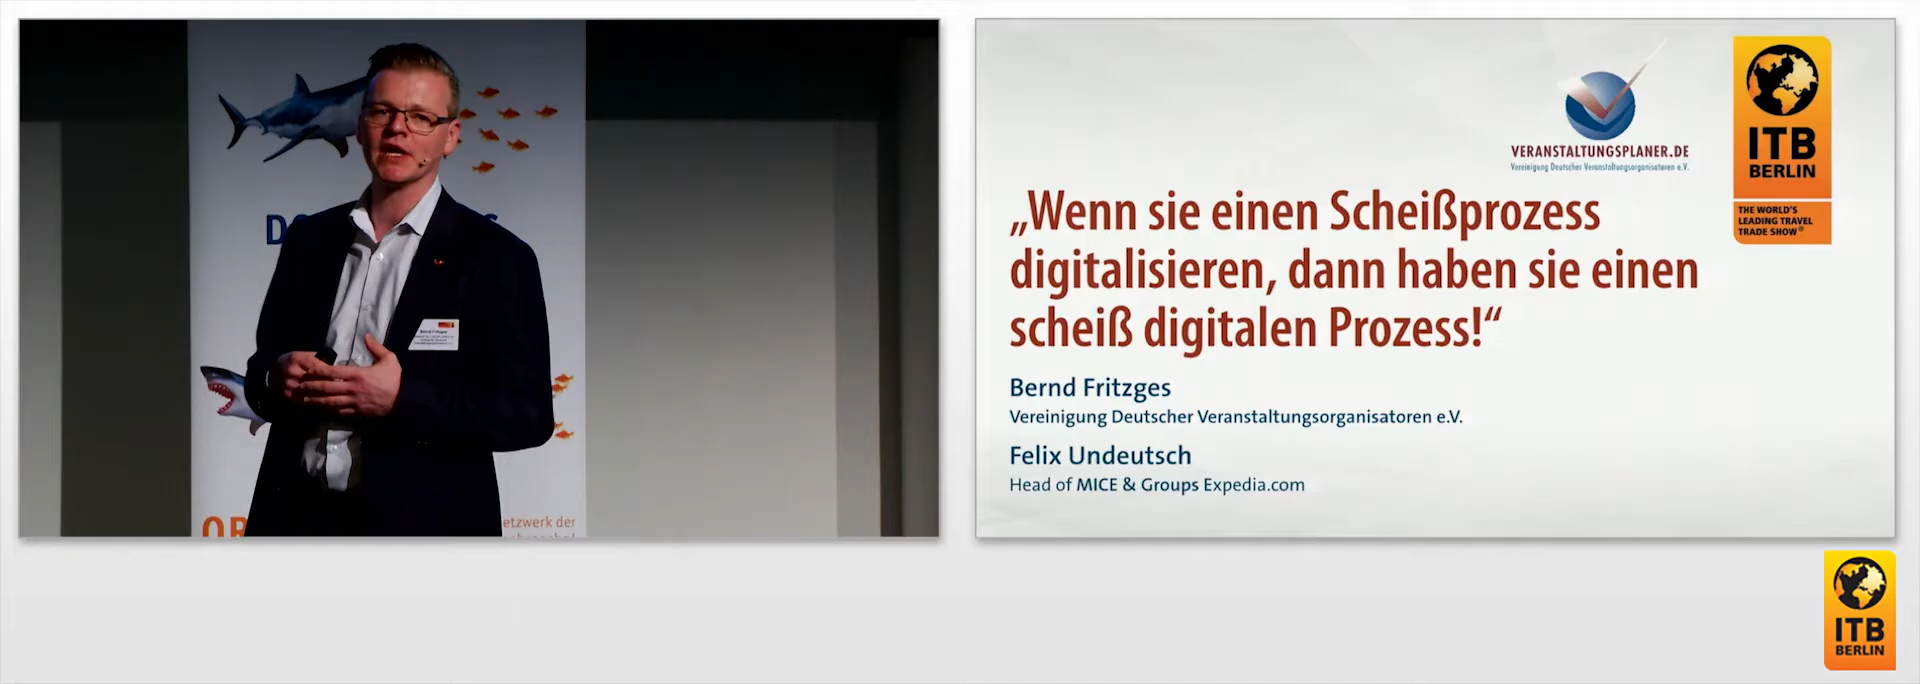 Bernd Fritzges
etzwerk der
VERANSTALTUNGSPLANER.DE
Vereinigung Deutscher Veranstaltungsorganisatoren e.V.
ITB
BERLIN
THE WORLD'S
LEADING TRAVEL
TRADE SHOW®
„Wenn sie einen Scheißprozess
digitalisieren, dann haben sie einen
scheiß digitalen Prozess!“
Bernd Fritzges
Vereinigung Deutscher Veranstaltungsorganisatoren e.V.
Felix Undeutsch
Head of MICE & Groups Expedia.com
ITB
BERLIN